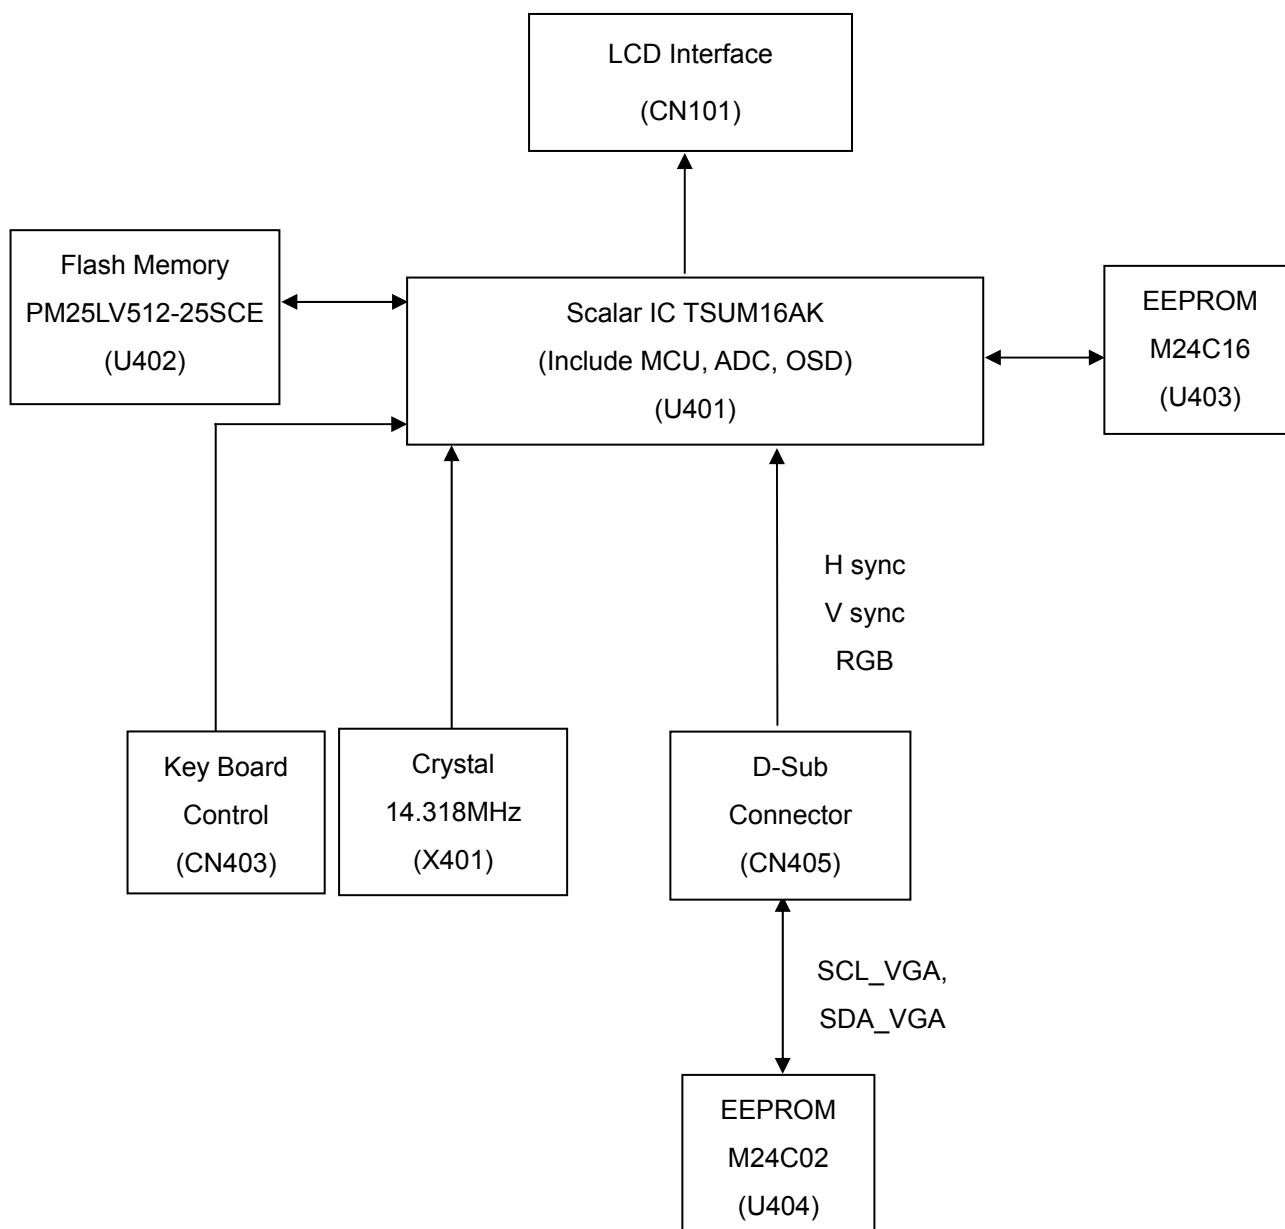 LCD Interface
(CN101)
Flash Memory
PM25LV512-25SCE
(U402)
Scalar IC TSUM16AK
(Include MCU, ADC, OSD)
(U401)
EEPROM
M24C16
(U403)
H sync
V sync
RGB
Key Board
Control
(CN403)
Crystal
14.318MHz
(X401)
D-Sub
Connector
(CN405)
SCL_VGA,
SDA_VGA
EEPROM
M24C02
(U404)